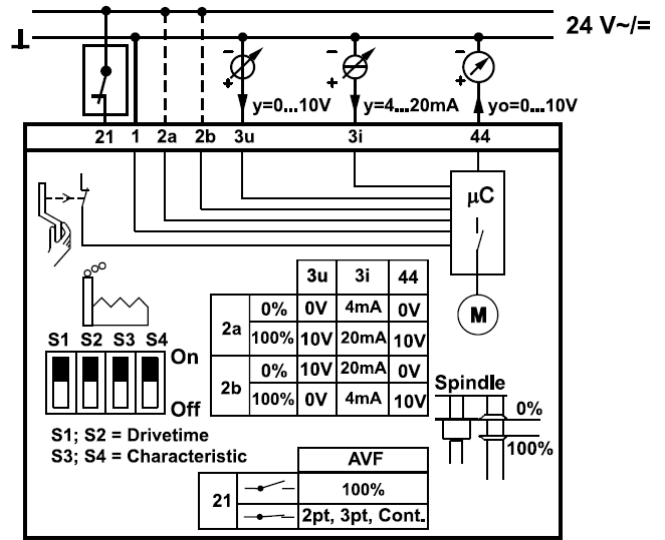 24 V~/=
⊥
- - -
+ + +
y=0...10V y=4...20mA yo=0...10V
21 1 2a 2b 3u 3i 44
µC
M
3u 3i 44
2a 0% 0V 4mA 0V
100% 10V 20mA 10V
2b 0% 10V 20mA 0V
100% 0V 4mA 10V
S1 S2 S3 S4
On
Off
S1; S2 = Drivetime
S3; S4 = Characteristic
Spindle
0%
100%
AVF
21 100%
2pt, 3pt, Cont.